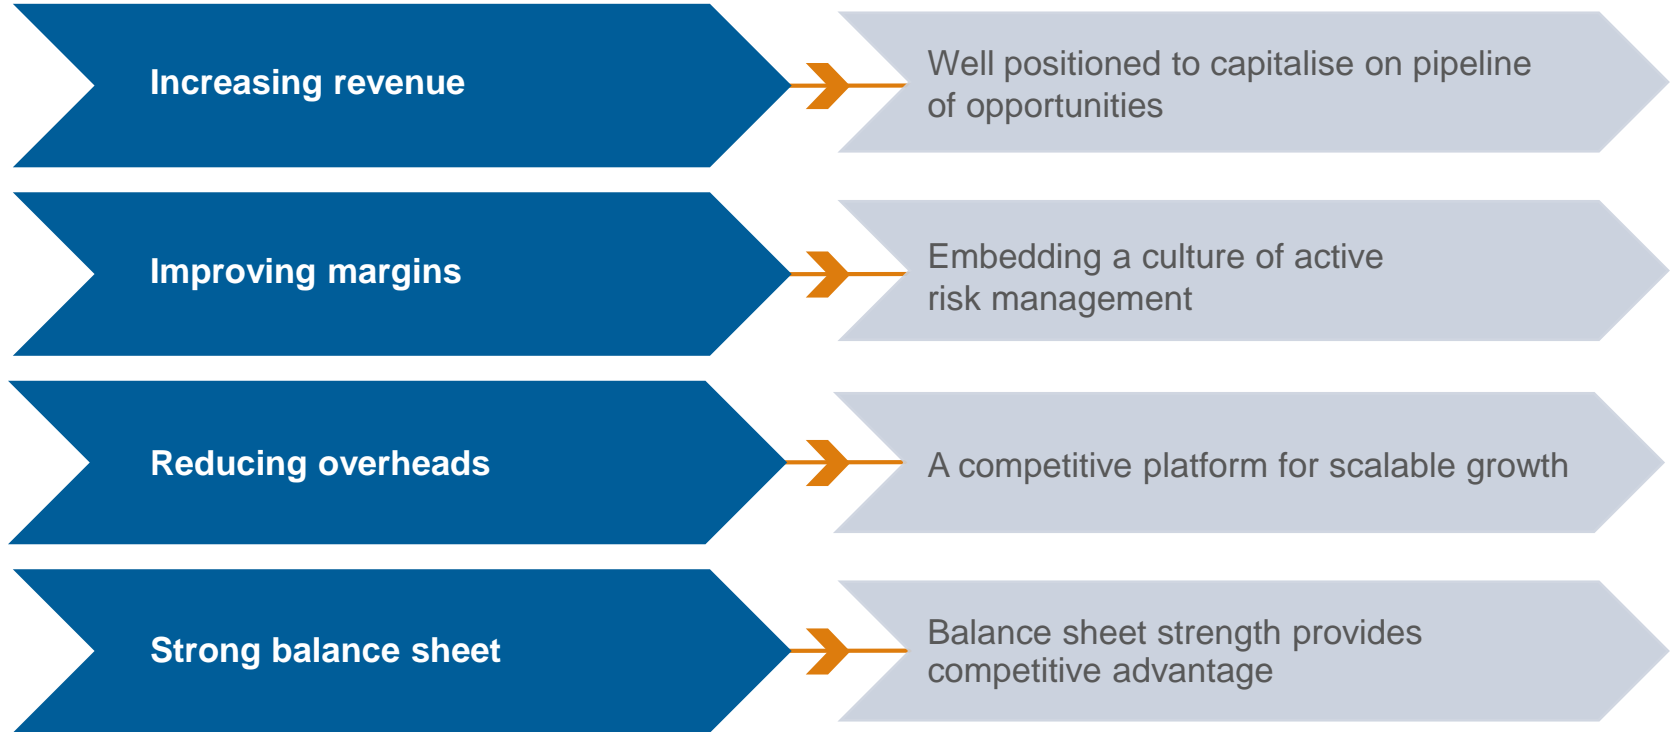 Increasing revenue
Well positioned to capitalise on pipeline
of opportunities
Improving margins
Embedding a culture of active
risk management
Reducing overheads
A competitive platform for scalable growth
Strong balance sheet
Balance sheet strength provides
competitive advantage